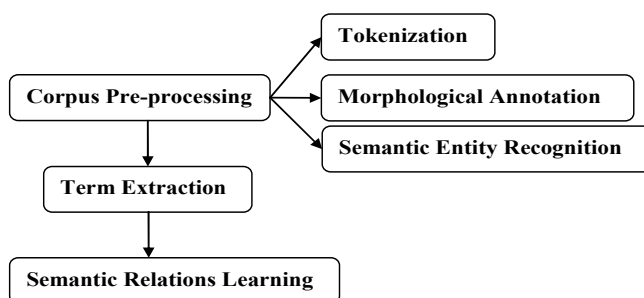 Tokenization
Corpus Pre-processing
Morphological Annotation
Semantic Entity Recognition
Term Extraction
Semantic Relations Learning